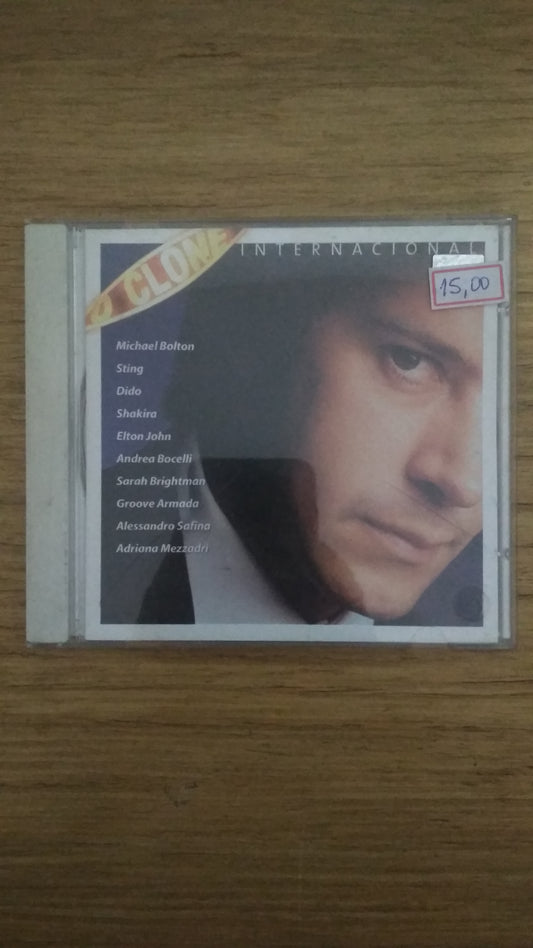 O CLONE
INTERNACIONAL
15,00
Michael Bolton
Sting
Dido
Shakira
Elton John
Andrea Bocelli
Sarah Brightman
Groove Armada
Alessandro Safina
Adriana Mezzadri